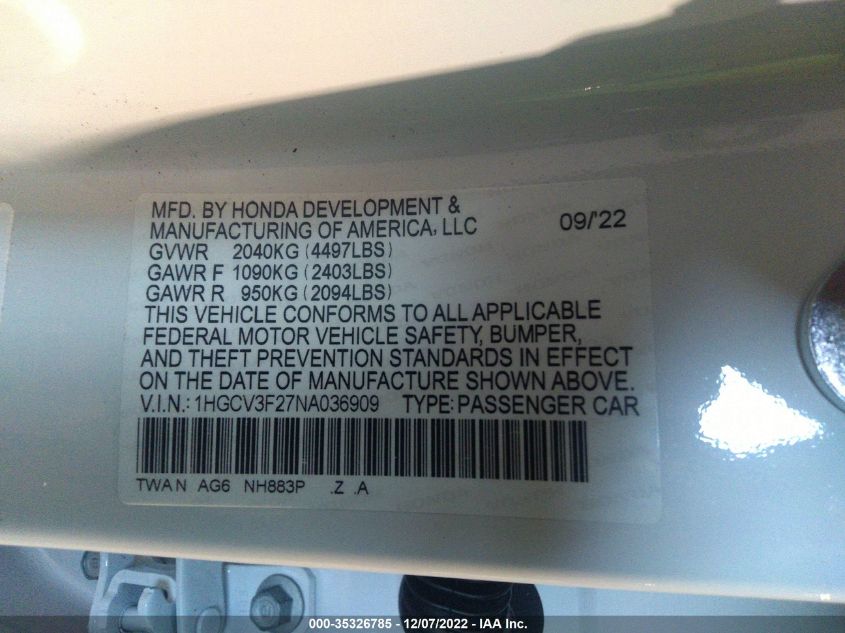 MFD. BY HONDA DEVELOPMENT &
MANUFACTURING OF AMERICA, LLC 09/'22
GVWR 2040KG (4497LBS)
GAWR F 1090KG (2403LBS)
GAWR R 950KG (2094LBS)
THIS VEHICLE CONFORMS TO ALL APPLICABLE
FEDERAL MOTOR VEHICLE SAFETY, BUMPER,
AND THEFT PREVENTION STANDARDS IN EFFECT
ON THE DATE OF MANUFACTURE SHOWN ABOVE.
V.I.N.: 1HGCV3F27NA036909 TYPE: PASSENGER CAR
TWAN AG6 NH883P .Z .A
000-35326785 - 12/07/2022 - IAA Inc.